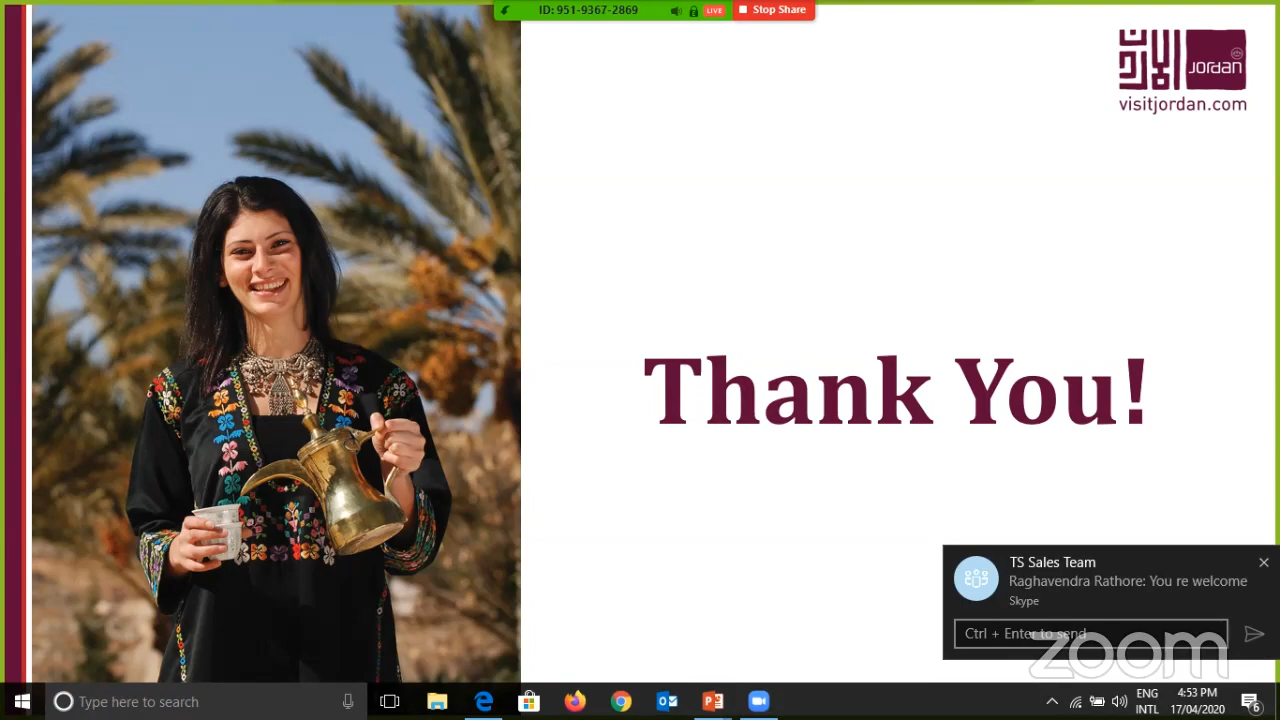 ID: 951-9367-2869
LIVE
Stop Share
الأردن
Jordan
visitjordan.com
Thank You!
TS Sales Team
Raghavendra Rathore: You re welcome
Skype
Ctrl + Enter to send
zoom
Type here to search
ENG
INTL
4:53 PM
17/04/2020
6